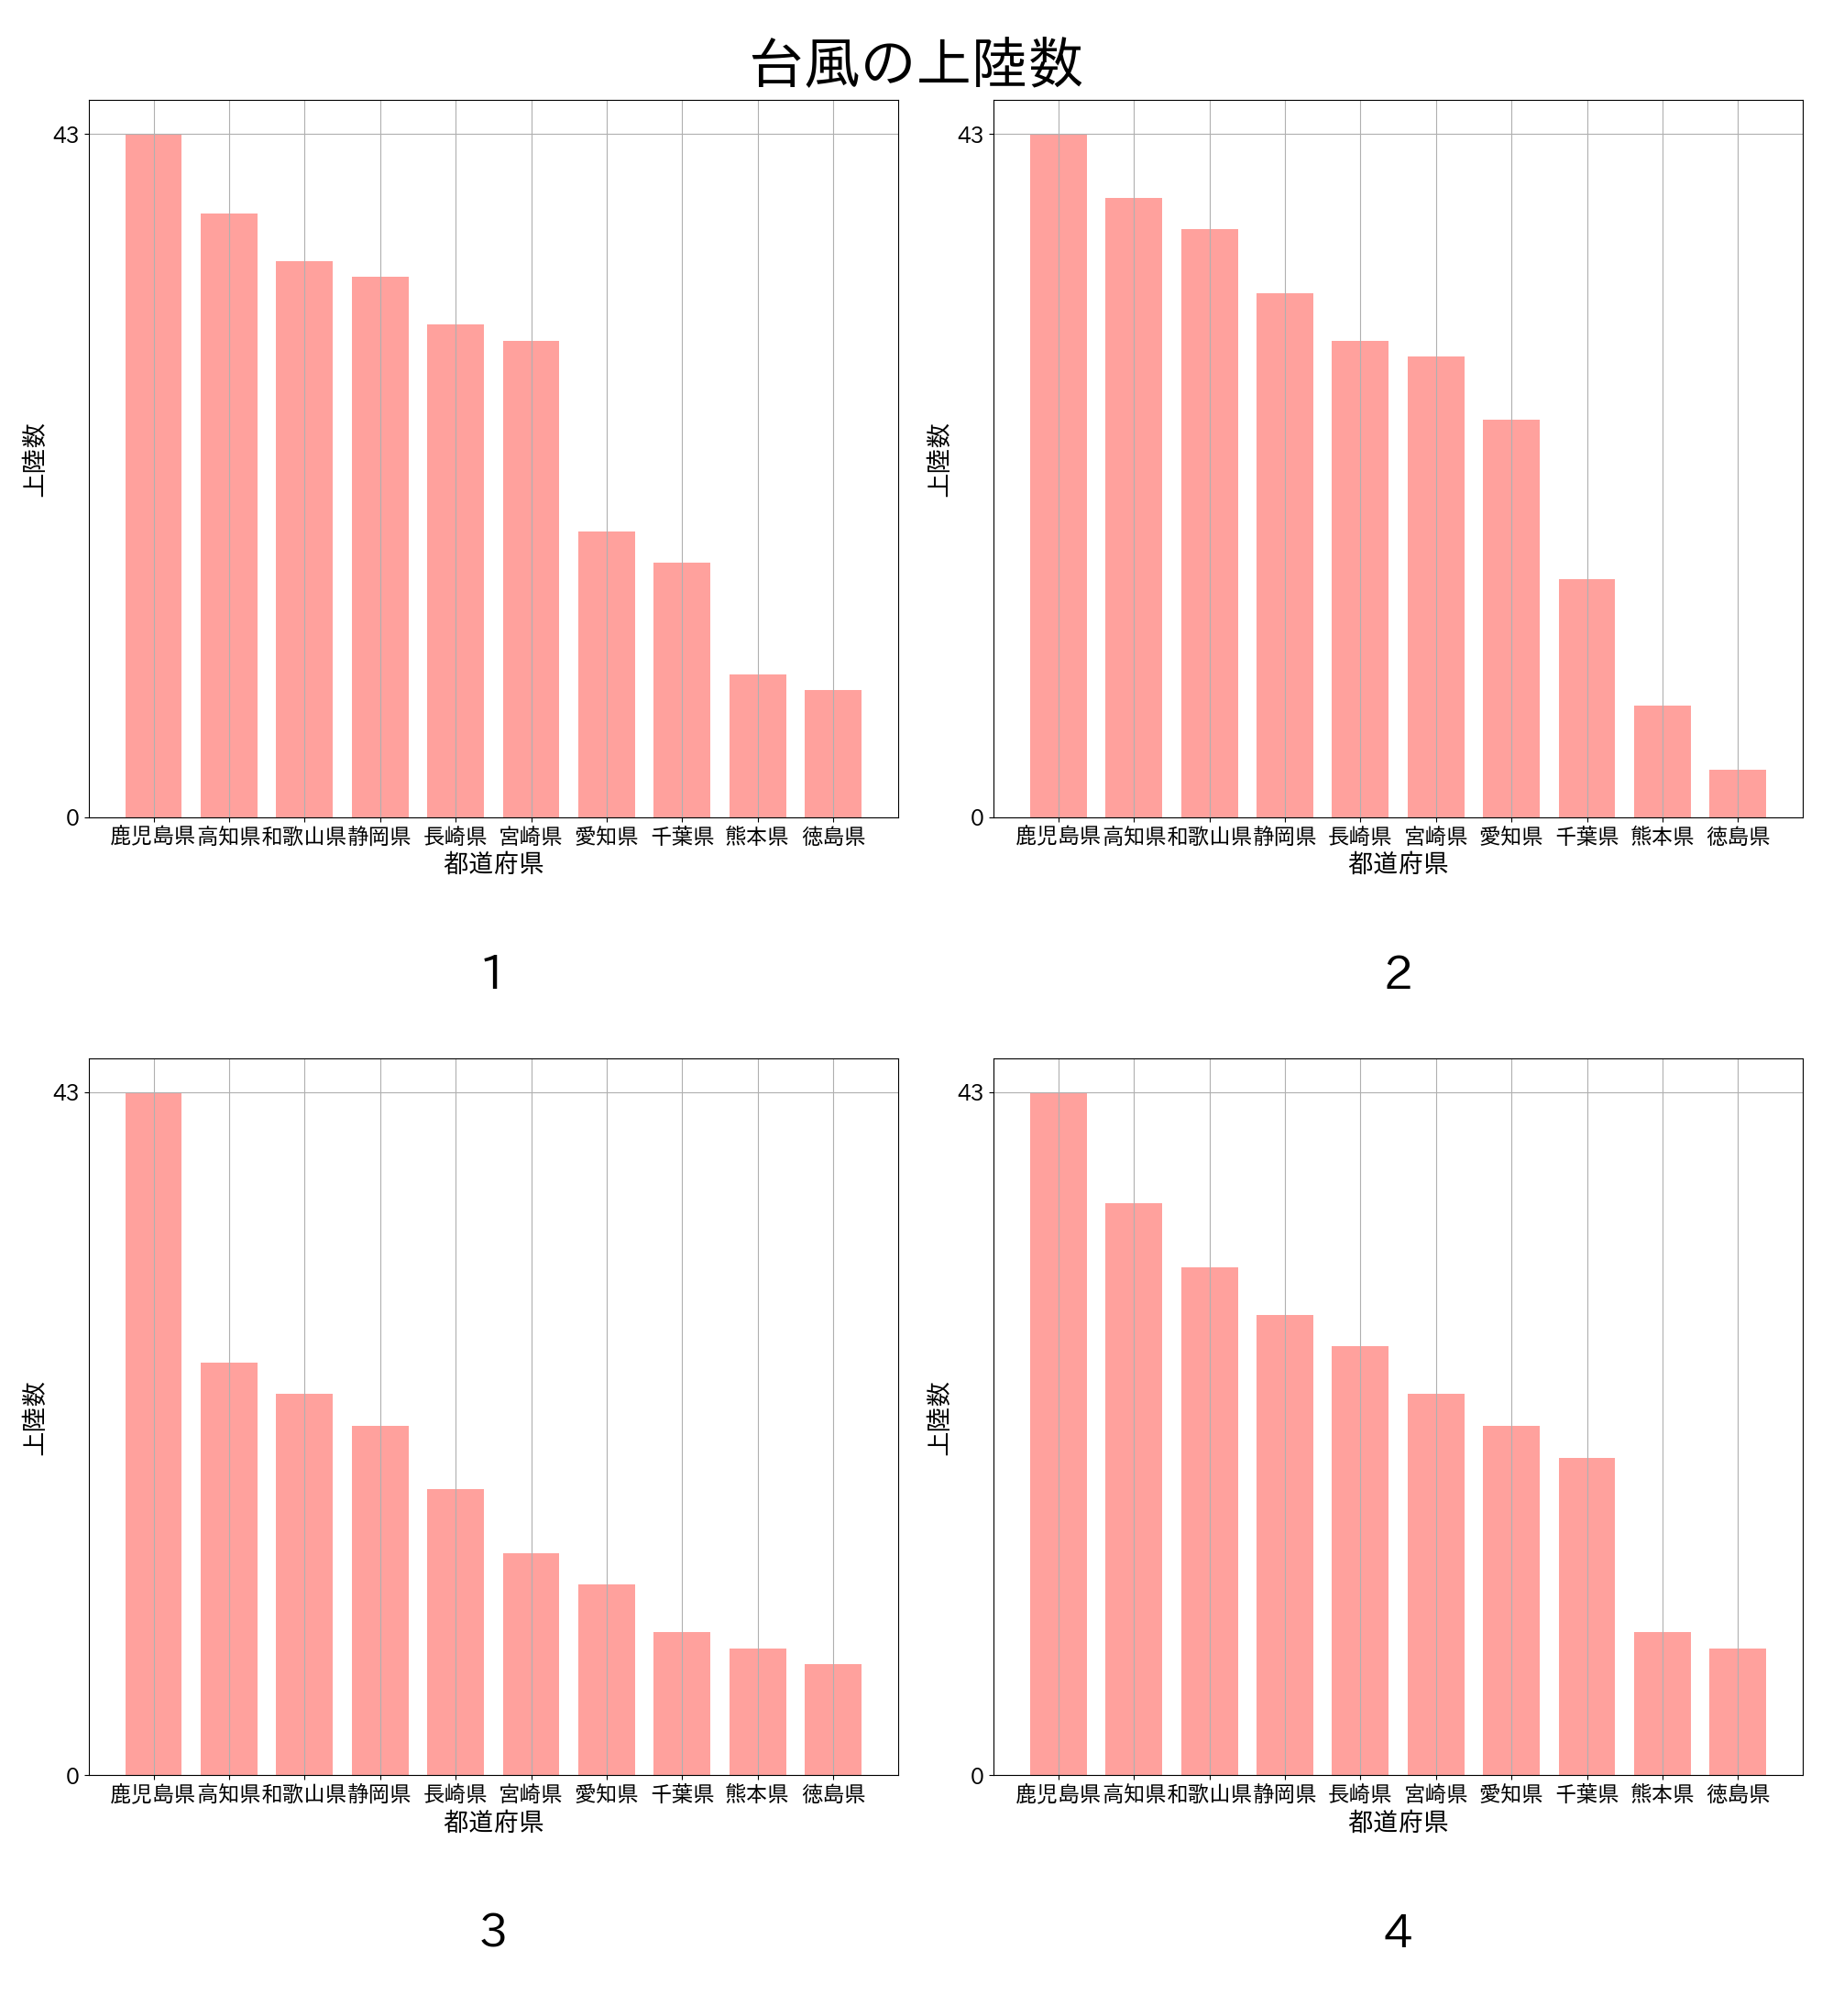 台風の上陸数
43
上陸数
0
鹿児島県 高知県 和歌山県 静岡県 長崎県 宮崎県 愛知県 千葉県 熊本県 徳島県
都道府県
1
43
上陸数
0
鹿児島県 高知県 和歌山県 静岡県 長崎県 宮崎県 愛知県 千葉県 熊本県 徳島県
都道府県
2
43
上陸数
0
鹿児島県 高知県 和歌山県 静岡県 長崎県 宮崎県 愛知県 千葉県 熊本県 徳島県
都道府県
3
43
上陸数
0
鹿児島県 高知県 和歌山県 静岡県 長崎県 宮崎県 愛知県 千葉県 熊本県 徳島県
都道府県
4